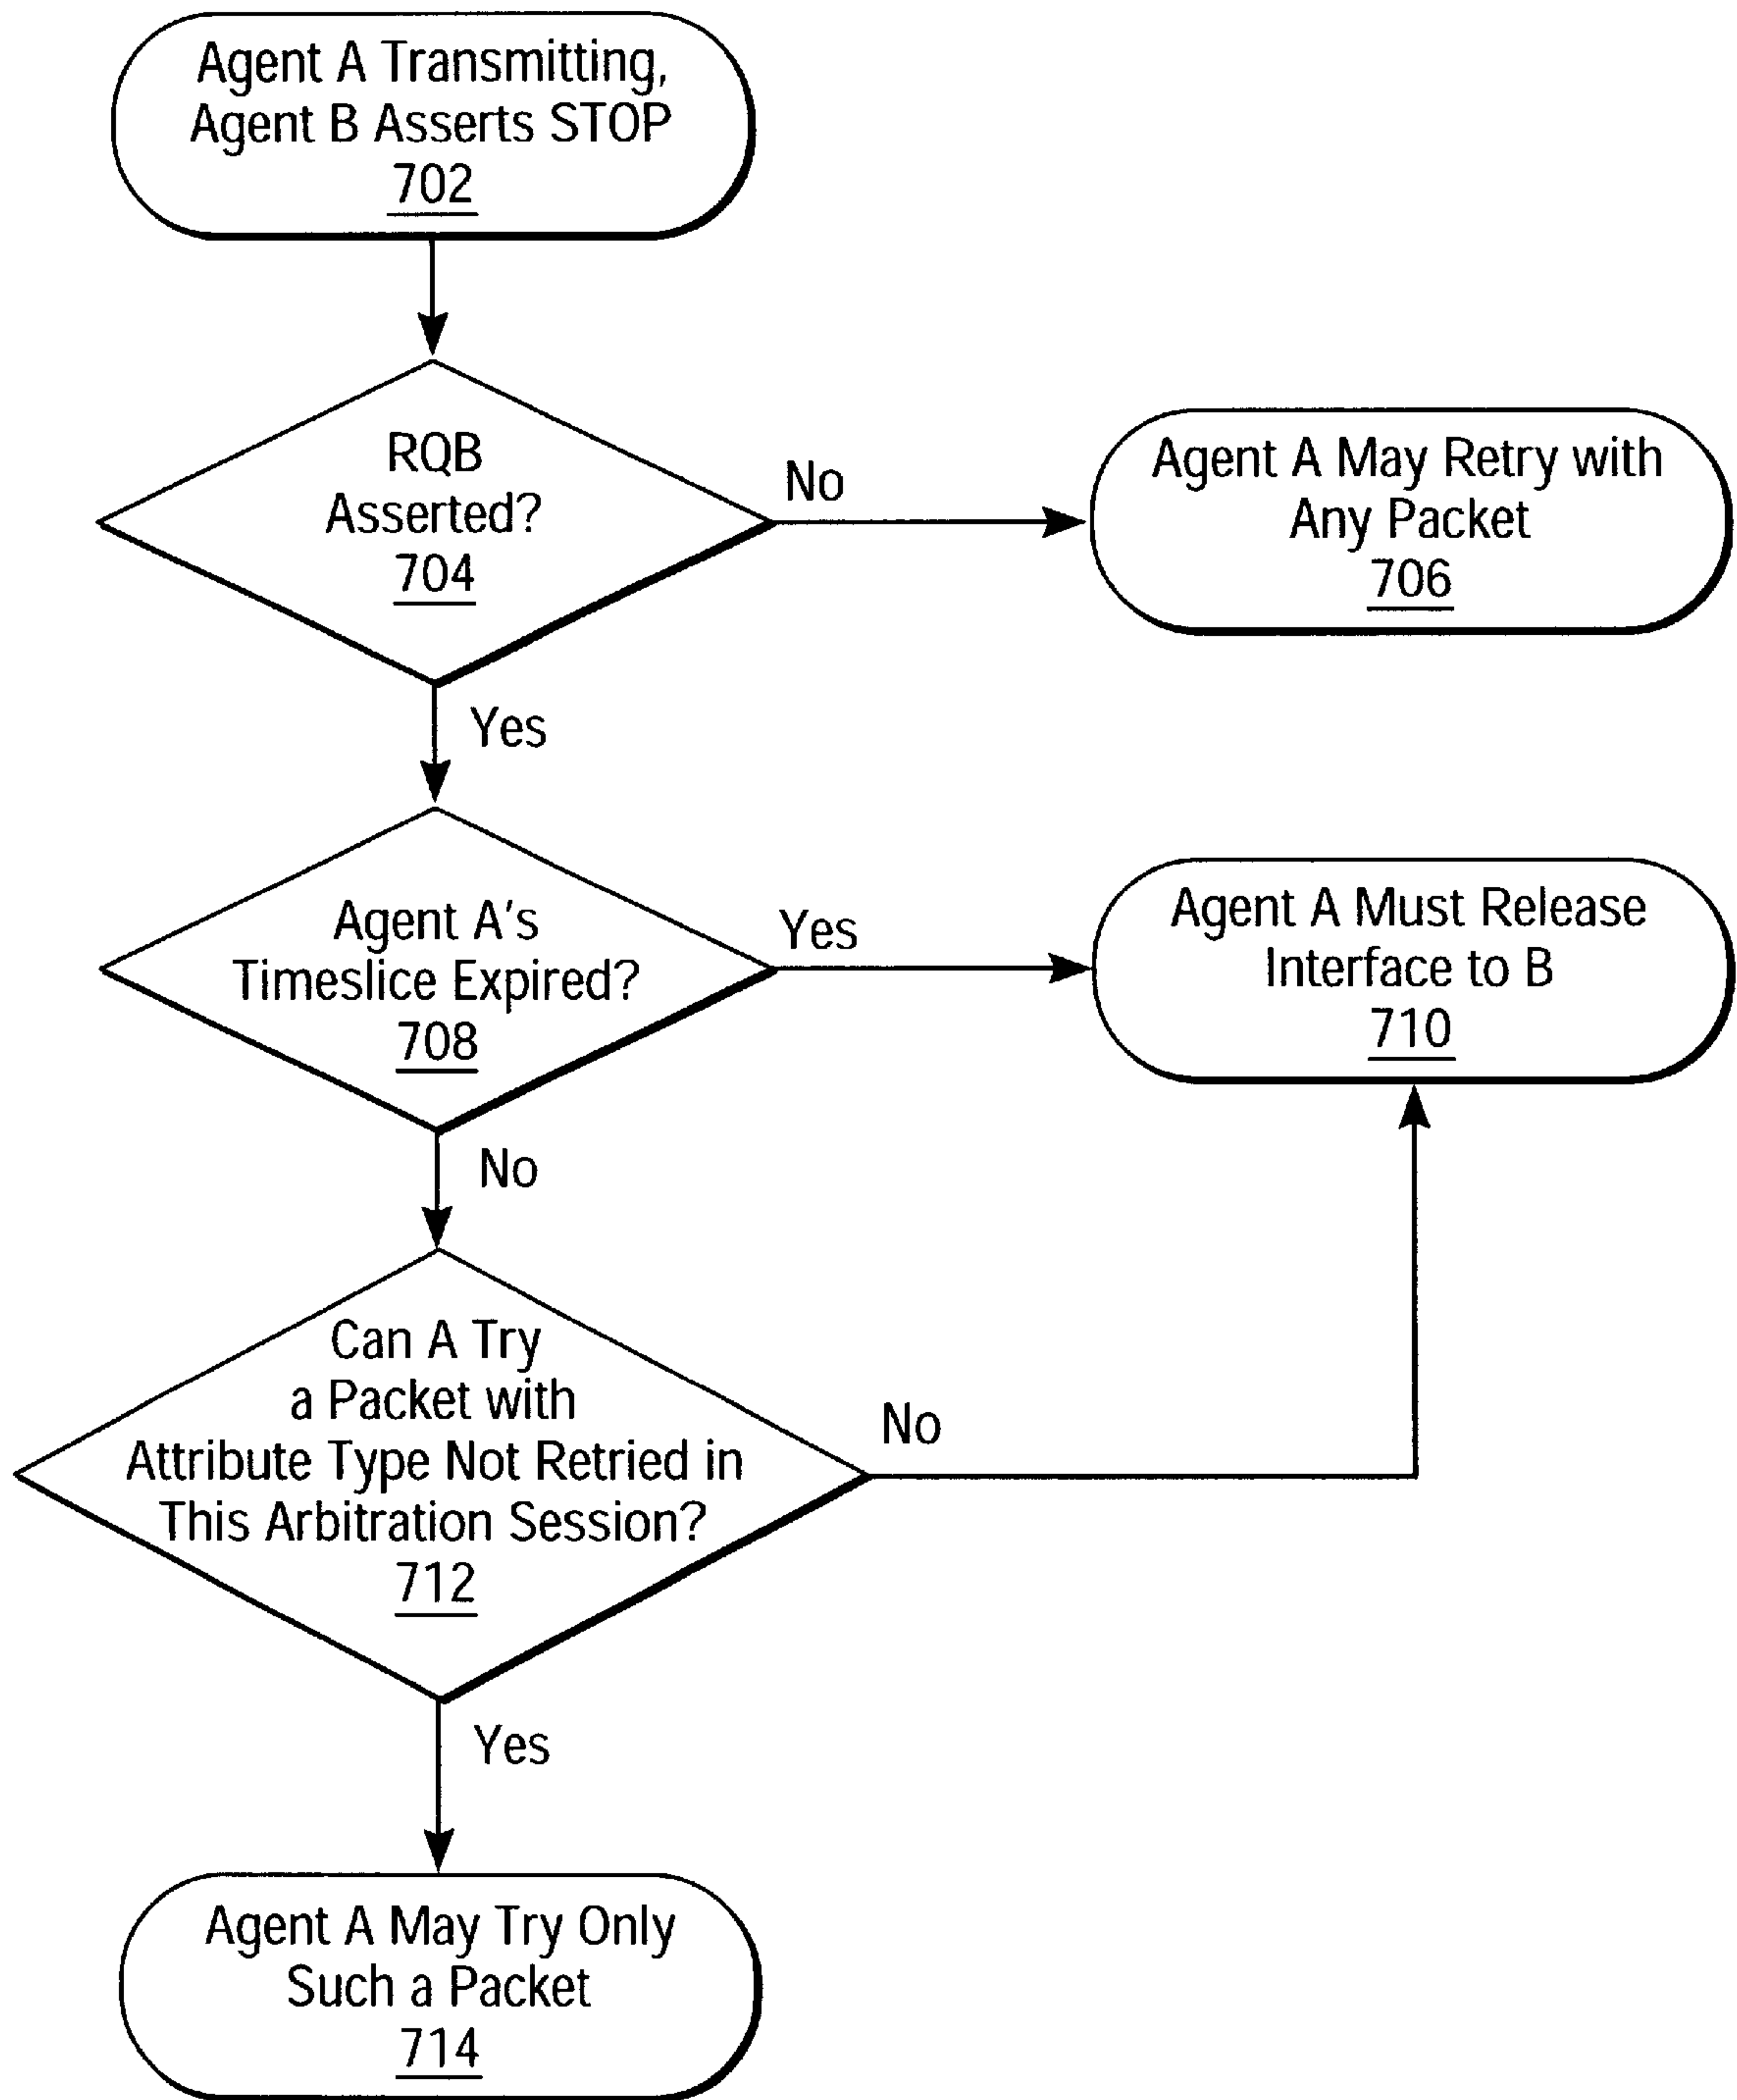 Agent A Transmitting,
Agent B Asserts STOP
702
RQB
Asserted?
704
No
Agent A May Retry with
Any Packet
706
Yes
Agent A's
Timeslice Expired?
708
Yes
Agent A Must Release
Interface to B
710
No
Can A Try
a Packet with
Attribute Type Not Retried in
This Arbitration Session?
712
No
Yes
Agent A May Try Only
Such a Packet
714